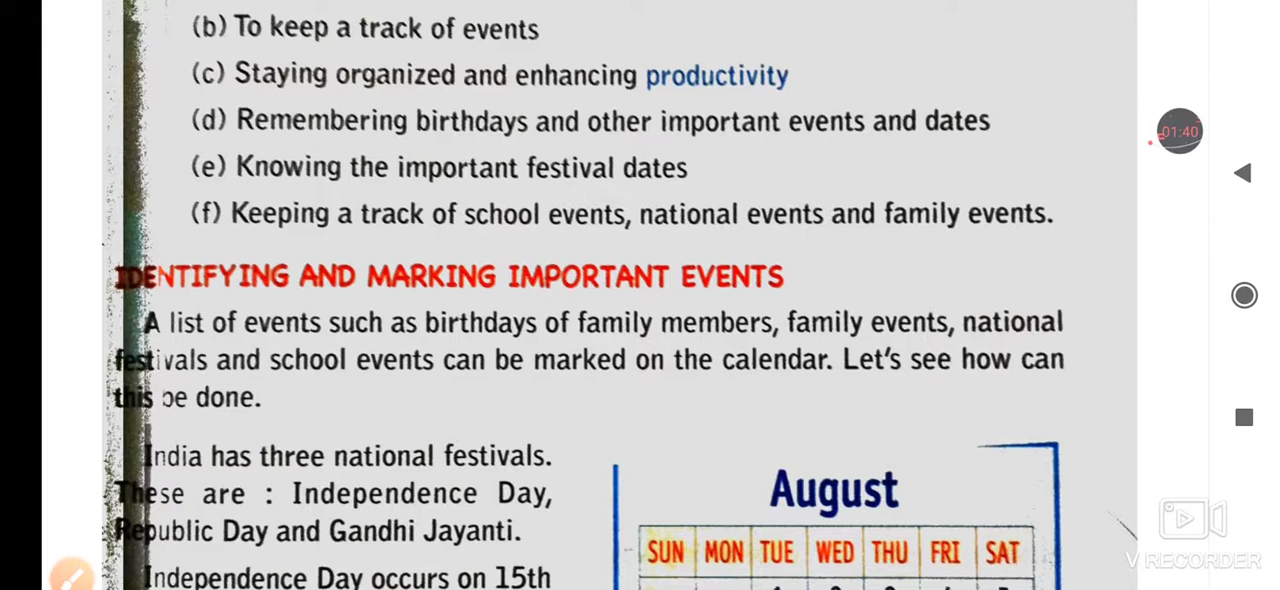 (b) To keep a track of events
(c) Staying organized and enhancing productivity
(d) Remembering birthdays and other important events and dates
(e) Knowing the important festival dates
(f) Keeping a track of school events, national events and family events.
01:40
IDENTIFYING AND MARKING IMPORTANT EVENTS
A list of events such as birthdays of family members, family events, national
festivals and school events can be marked on the calendar. Let's see how can
this be done.
India has three national festivals.
These are : Independence Day,
Republic Day and Gandhi Jayanti.
Independence Day occurs on 15th
August
SUN MON TUE WED THU FRI SAT
V RECORDER